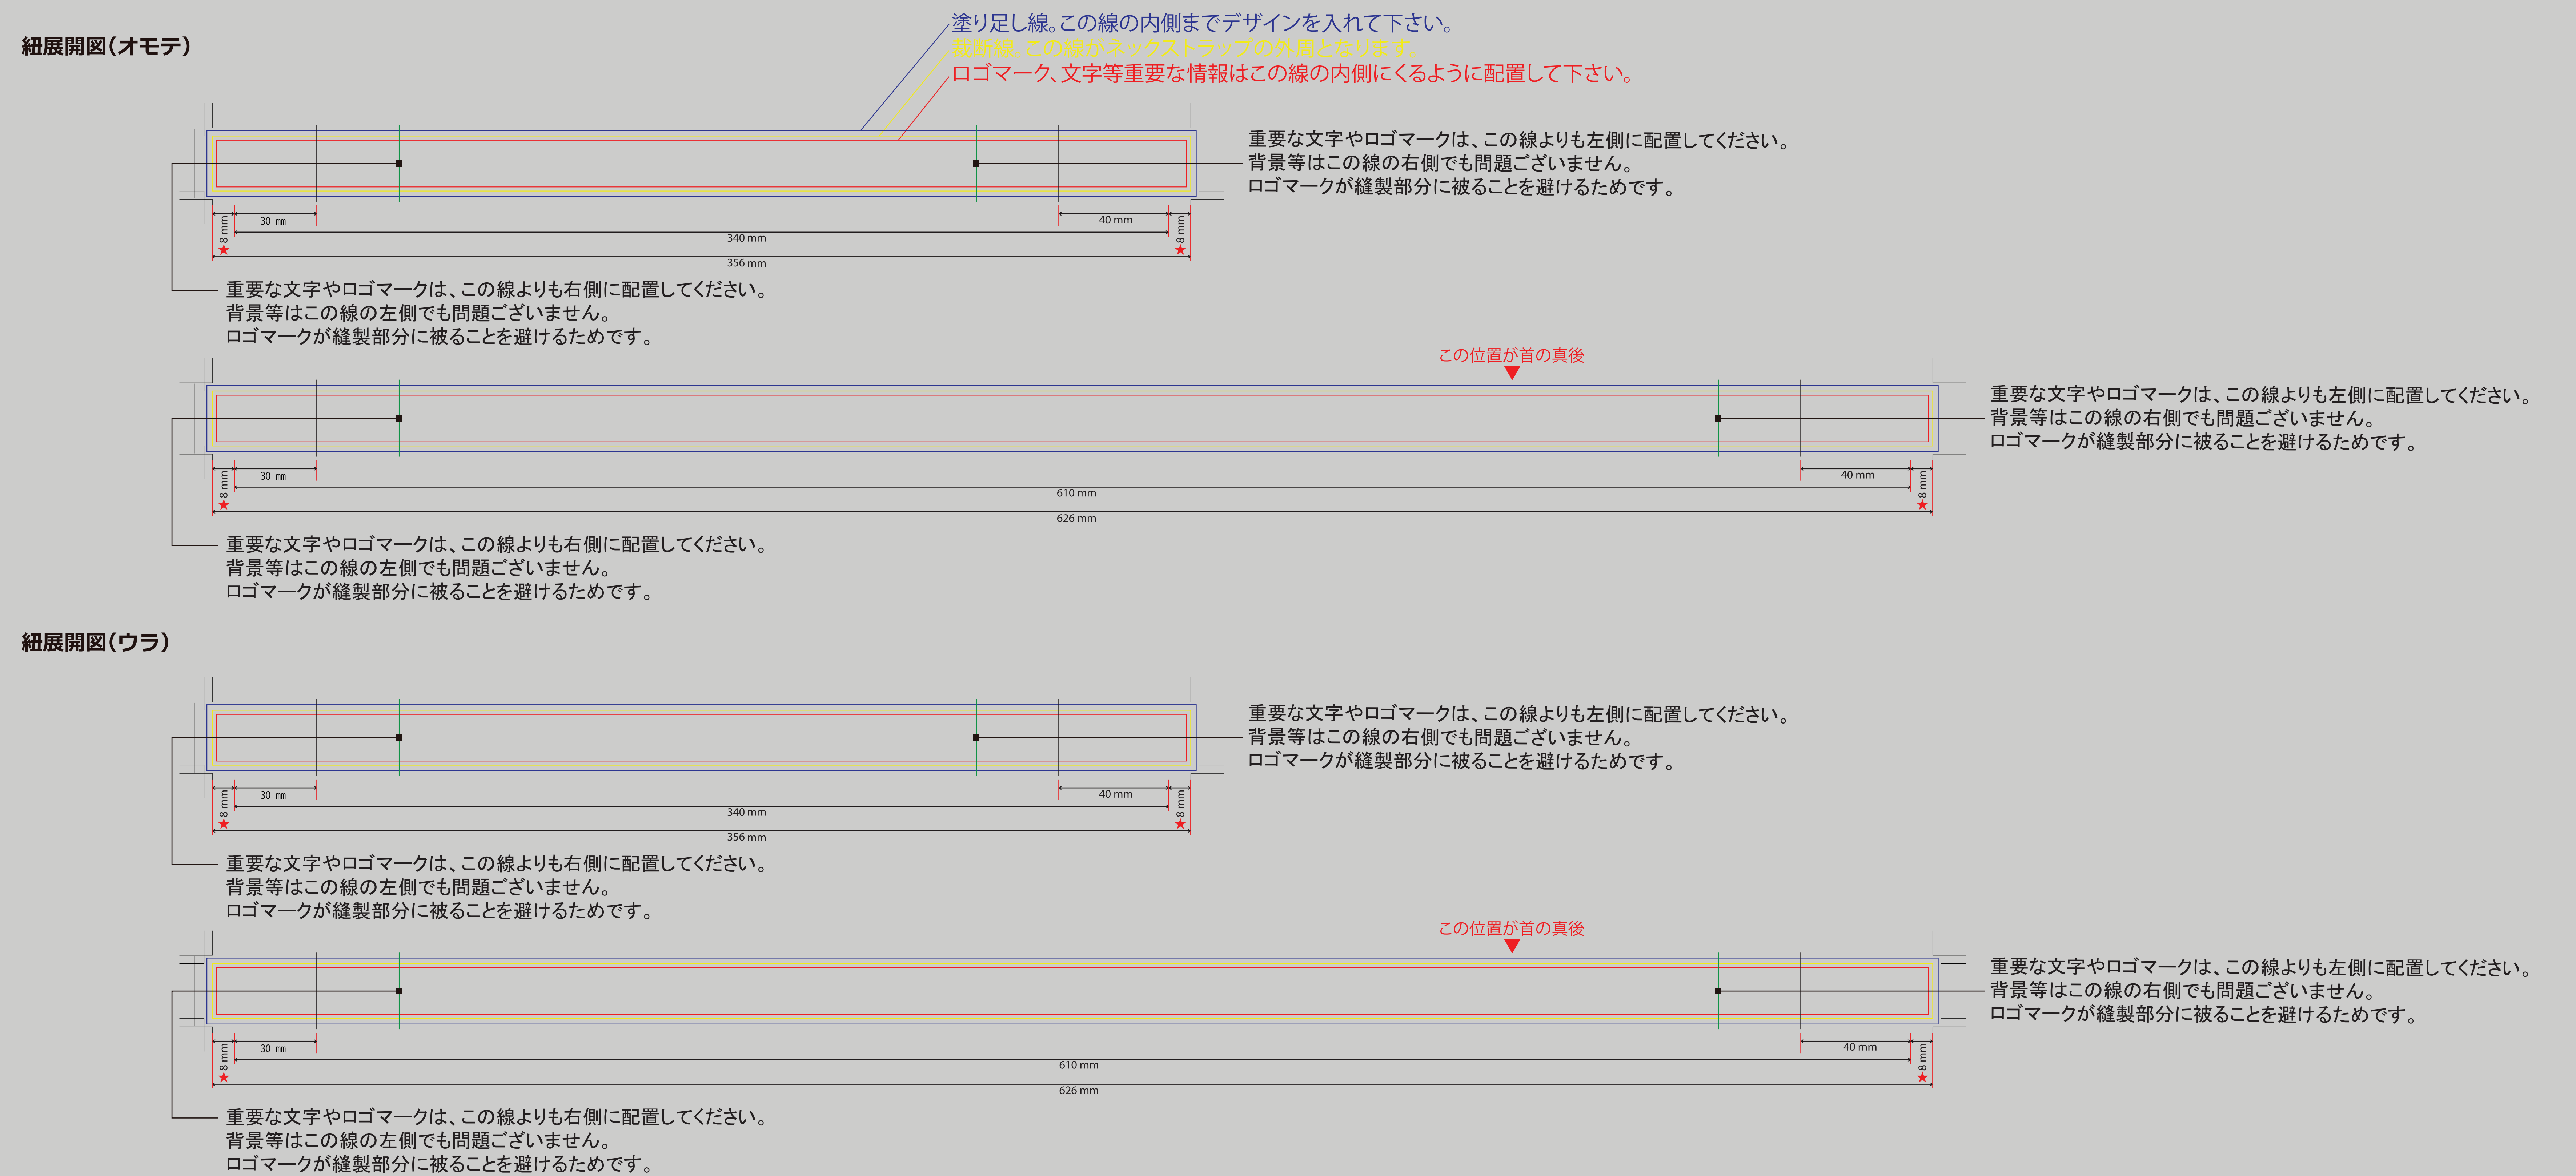 紐展開図(オモテ)
塗り足し線。この線の内側までデザインを入れて下さい。
裁断線。この線がネックストラップの外周となります。
ロゴマーク、文字等重要な情報はこの線の内側にくるように配置して下さい。
重要な文字やロゴマークは、この線よりも左側に配置してください。
背景等はこの線の右側でも問題ございません。
ロゴマークが縫製部分に被ることを避けるためです。
★8 mm
30 mm
40 mm
★8 mm
340 mm
356 mm
重要な文字やロゴマークは、この線よりも右側に配置してください。
背景等はこの線の左側でも問題ございません。
ロゴマークが縫製部分に被ることを避けるためです。
この位置が首の真後
重要な文字やロゴマークは、この線よりも左側に配置してください。
背景等はこの線の右側でも問題ございません。
ロゴマークが縫製部分に被ることを避けるためです。
★8 mm
30 mm
40 mm
★8 mm
610 mm
626 mm
重要な文字やロゴマークは、この線よりも右側に配置してください。
背景等はこの線の左側でも問題ございません。
ロゴマークが縫製部分に被ることを避けるためです。
紐展開図(ウラ)
重要な文字やロゴマークは、この線よりも左側に配置してください。
背景等はこの線の右側でも問題ございません。
ロゴマークが縫製部分に被ることを避けるためです。
★8 mm
30 mm
40 mm
★8 mm
340 mm
356 mm
重要な文字やロゴマークは、この線よりも右側に配置してください。
背景等はこの線の左側でも問題ございません。
ロゴマークが縫製部分に被ることを避けるためです。
この位置が首の真後
重要な文字やロゴマークは、この線よりも左側に配置してください。
背景等はこの線の右側でも問題ございません。
ロゴマークが縫製部分に被ることを避けるためです。
★8 mm
30 mm
40 mm
★8 mm
610 mm
626 mm
重要な文字やロゴマークは、この線よりも右側に配置してください。
背景等はこの線の左側でも問題ございません。
ロゴマークが縫製部分に被ることを避けるためです。